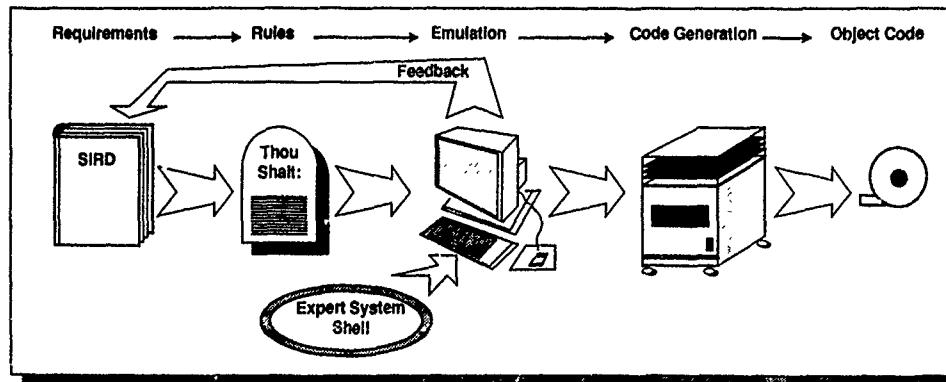 Requirements Rules Emulation Code Generation Object Code
Feedback
SIRD
Thou
Shalt:
Expert System
Shell